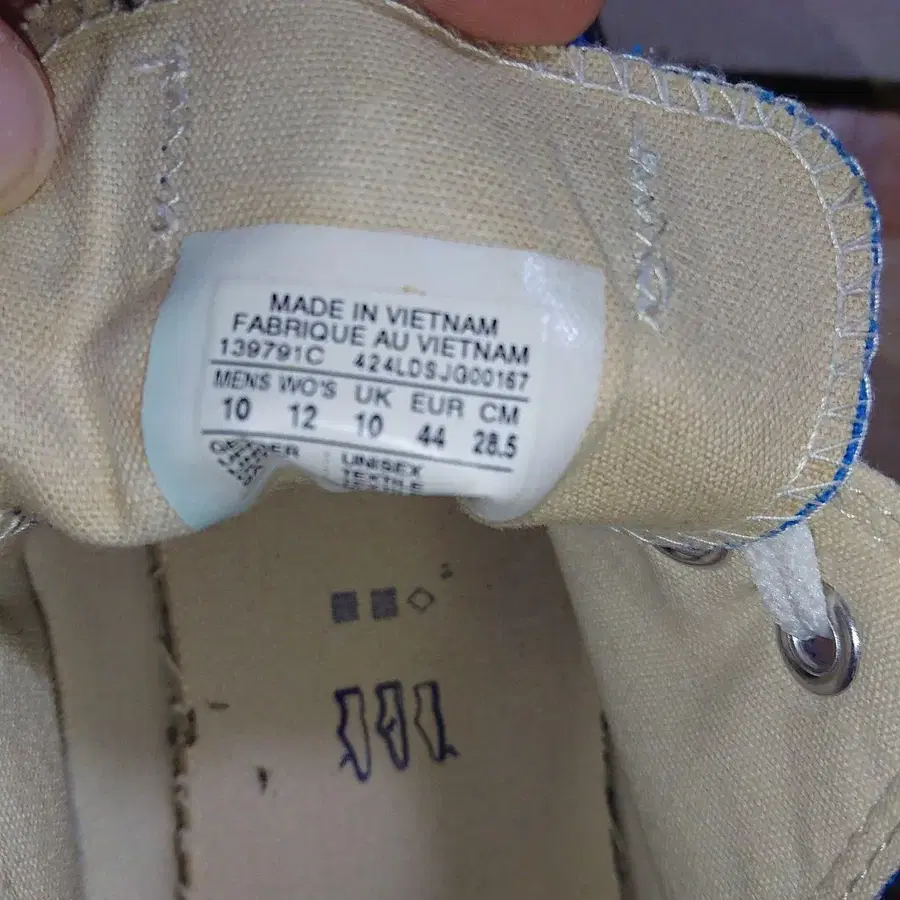 MADE IN VIETNAM
FABRIQUE AU VIETNAM
139791C 424LDSJG00167
MENS WO'S UK EUR CM
10 12 10 44 28.5
UNISEX
TEXTILE